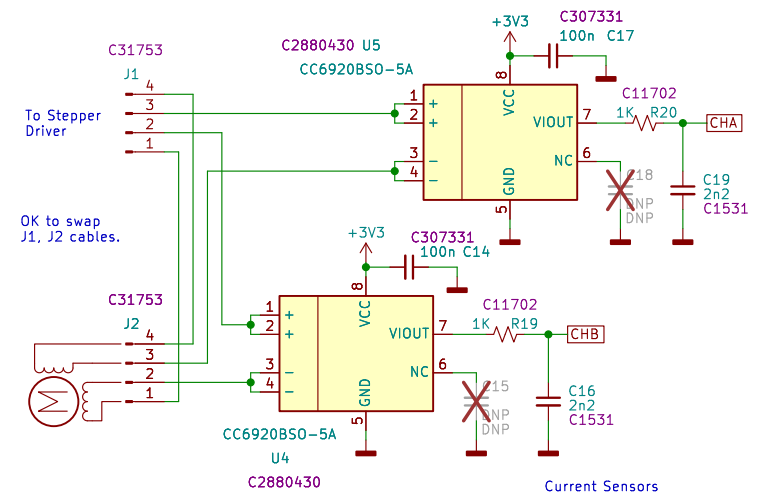 +3V3
C307331
100n C17
C31753
C2880430 U5
CC6920BSO-5A
J1
8
VCC
C11702
4
3
2
1
To Stepper
Driver
1 +
2 +
3 −
4 −
VIOUT 7
1K R20
CHA
NC 6
GND
5
C18
DNP
DNP
C19
2n2
C1531
OK to swap
J1, J2 cables.
+3V3
C307331
100n C14
C31753
J2
8
VCC
C11702
4
3
2
1
M
1 +
2 +
3 −
4 −
VIOUT 7
1K R19
CHB
NC 6
GND
5
C15
DNP
DNP
C16
2n2
C1531
CC6920BSO-5A
U4
C2880430
Current Sensors